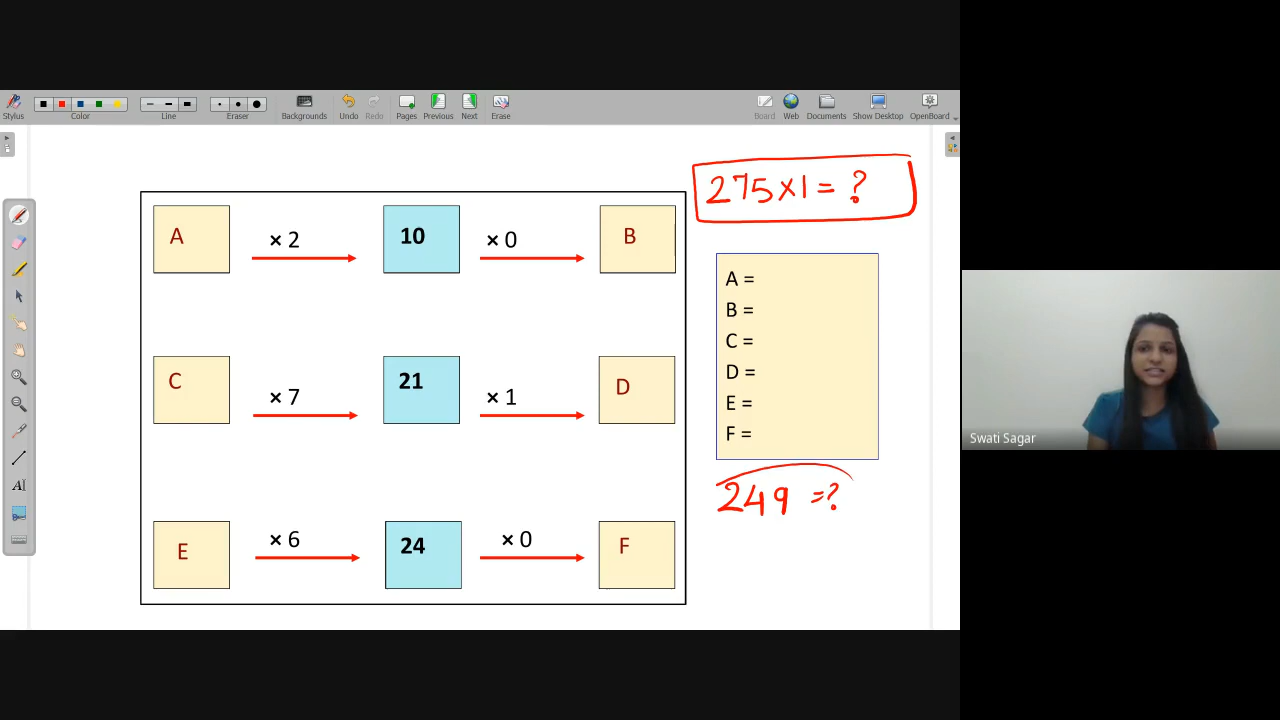 Stylus
Color
Line
Eraser
Backgrounds
Undo
Redo
Pages
Previous
Next
Erase
Board
Web
Documents
Show Desktop
OpenBoard
275×1 = ?
A
× 2
10
× 0
B
C
× 7
21
× 1
D
E
× 6
24
× 0
F
A =
B =
C =
D =
E =
F =
249 =?
Swati Sagar